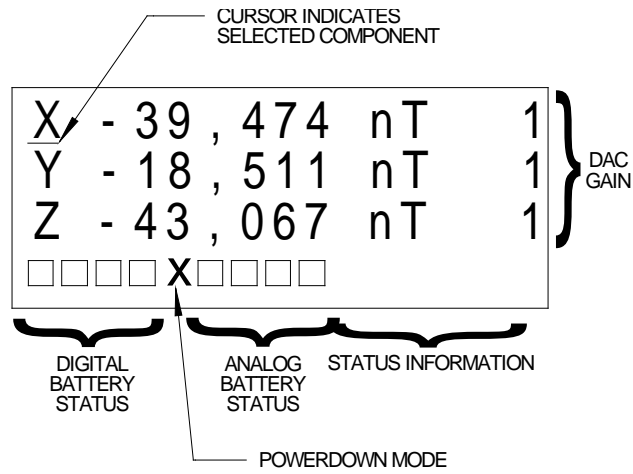 CURSOR INDICATES
SELECTED COMPONENT
X - 39,474 nT 1
Y - 18,511 nT 1
Z - 43,067 nT 1
DAC
GAIN
□□□□X□□□□
DIGITAL
BATTERY
STATUS
ANALOG
BATTERY
STATUS
STATUS INFORMATION
POWERDOWN MODE